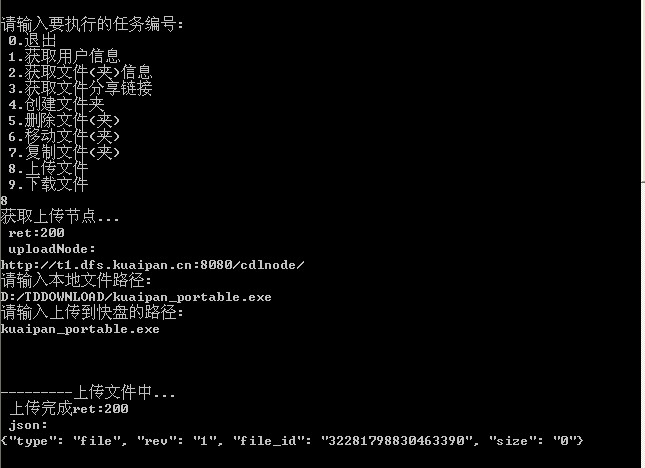 请输入要执行的任务编号:
0.退出
1.获取用户信息
2.获取文件(夹)信息
3.获取文件分享链接
4.创建文件夹
5.删除文件(夹)
6.移动文件(夹)
7.复制文件(夹)
8.上传文件
9.下载文件
8
获取上传节点...
ret:200
uploadNode:
http://t1.dfs.kuaipan.cn:8080/cdlnode/
请输入本地文件路径:
D:/TDDOWNLOAD/kuaipan_portable.exe
请输入上传到快盘的路径:
kuaipan_portable.exe
---------上传文件中...
上传完成ret:200
json:
{"type": "file", "rev": "1", "file_id": "32281798830463390", "size": "0"}